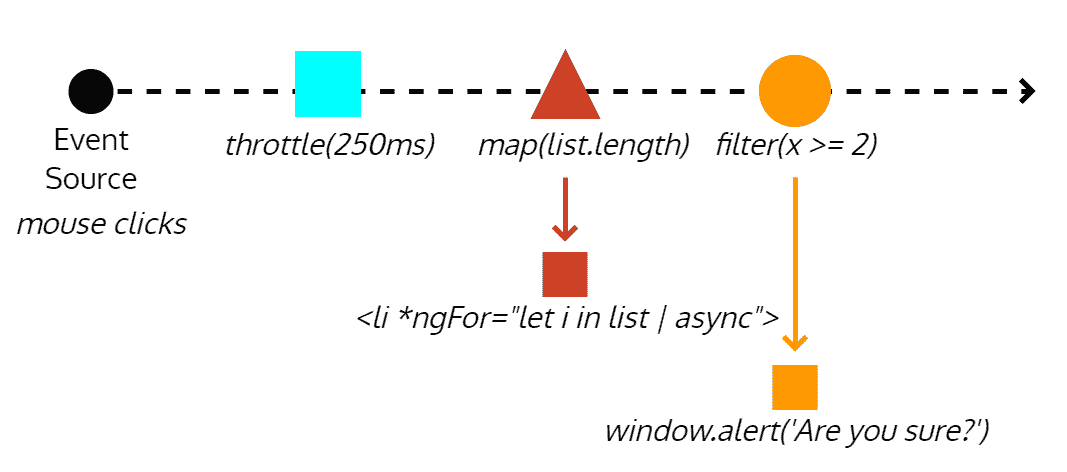 Event
Source
mouse clicks
throttle(250ms)
map(list.length)
filter(x >= 2)
<li *ngFor="let i in list | async">
window.alert('Are you sure?')